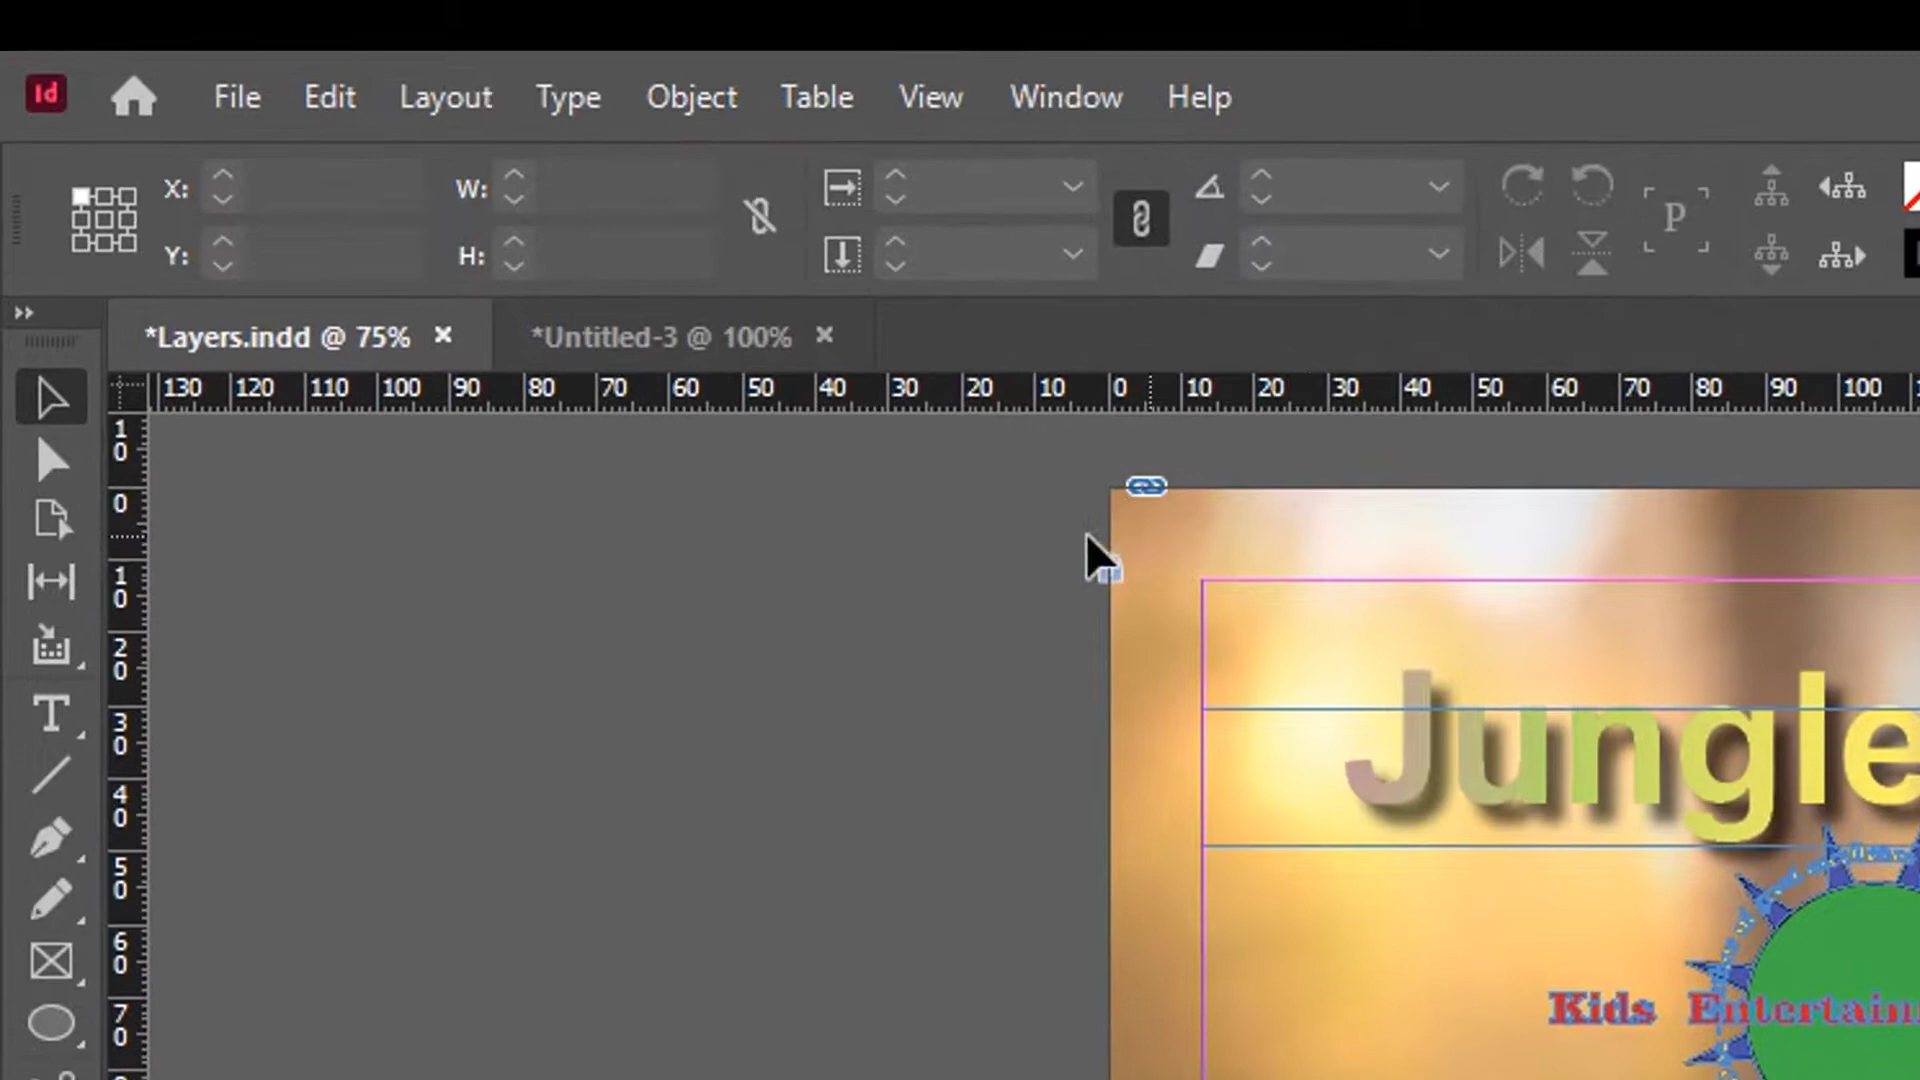 Id File Edit Layout Type Object Table View Window Help
X: W:
Y: H:
P
*Layers.indd @ 75% × *Untitled-3 @ 100% ×
130 120 110 100 90 80 70 60 50 40 30 20 10 0 10 20 30 40 50 60 70 80 90 100
10
0
10
20
30
40
50
60
70
T
Jungle
Kids Entertain